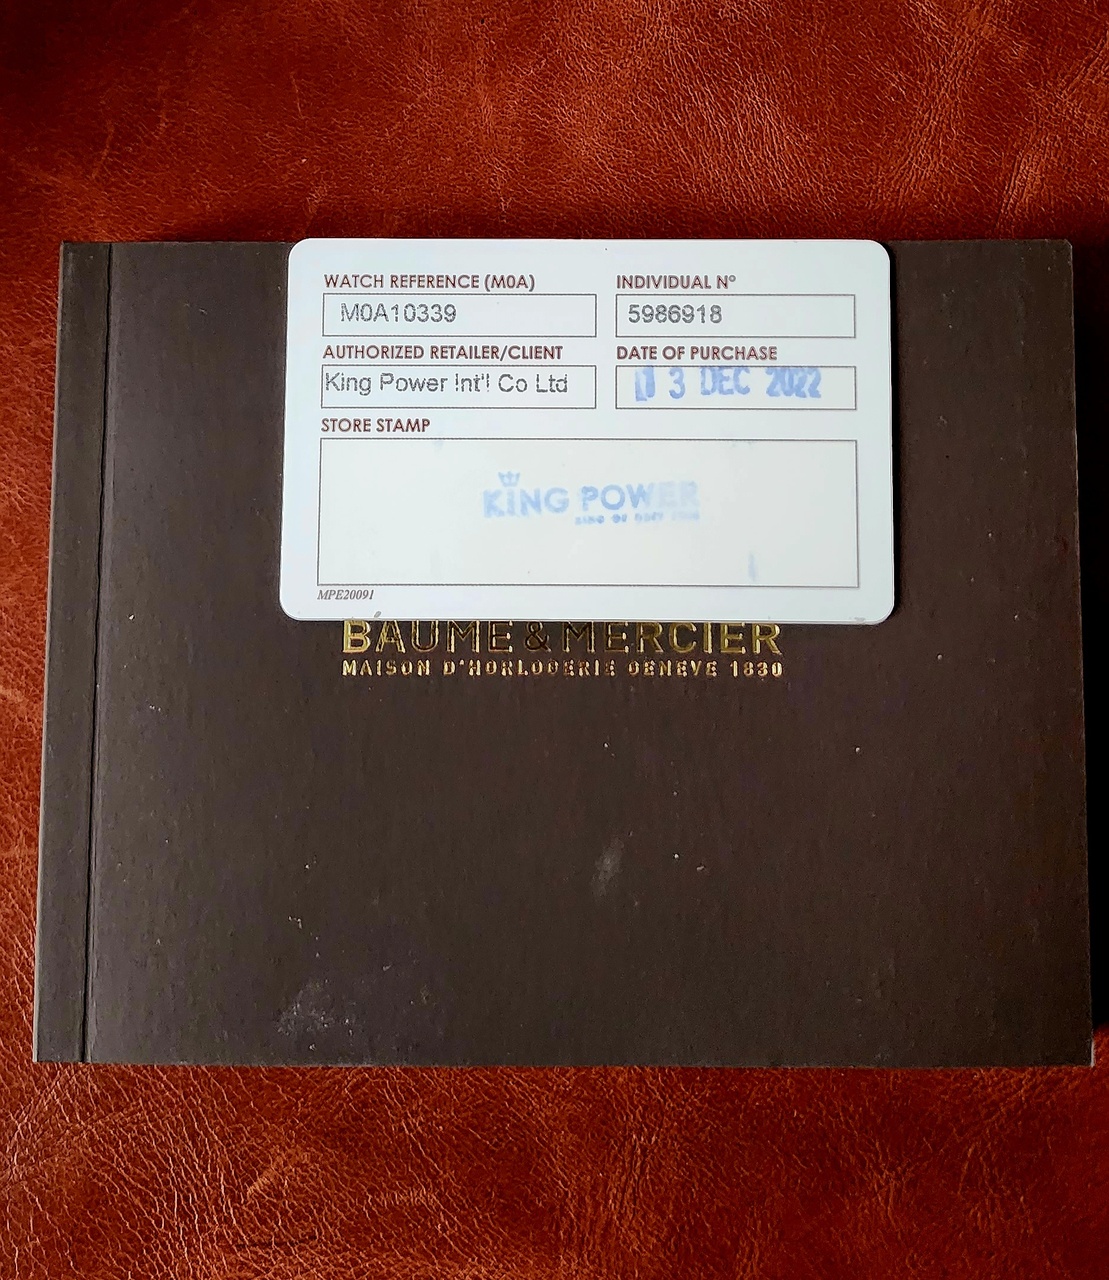 WATCH REFERENCE (M0A) INDIVIDUAL N°
M0A10339 5986918
AUTHORIZED RETAILER/CLIENT DATE OF PURCHASE
King Power Int'l Co Ltd 03 DEC 2022
STORE STAMP
KING POWER
MPE20091
BAUME & MERCIER
MAISON D'HORLOGERIE GENEVE 1830